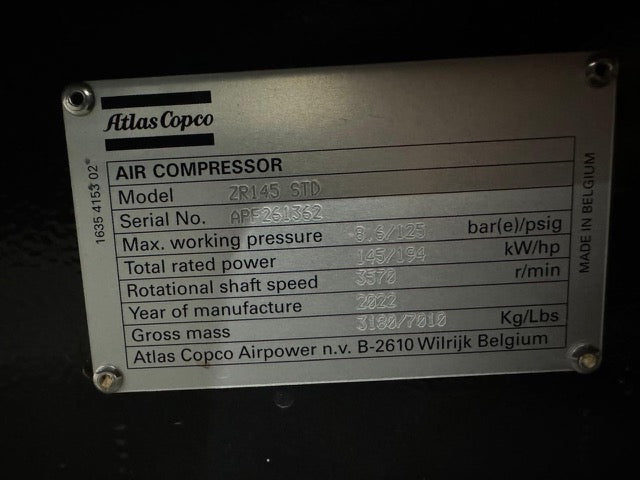 Atlas Copco
AIR COMPRESSOR
Model ZR145 STD
Serial No. APF261362
Max. working pressure 8.6/125 bar(e)/psig
Total rated power 145/194 kW/hp
Rotational shaft speed 3570 r/min
Year of manufacture 2022
Gross mass 3180/7010 Kg/Lbs
Atlas Copco Airpower n.v. B-2610 Wilrijk Belgium
1635 4153 02
MADE IN BELGIUM